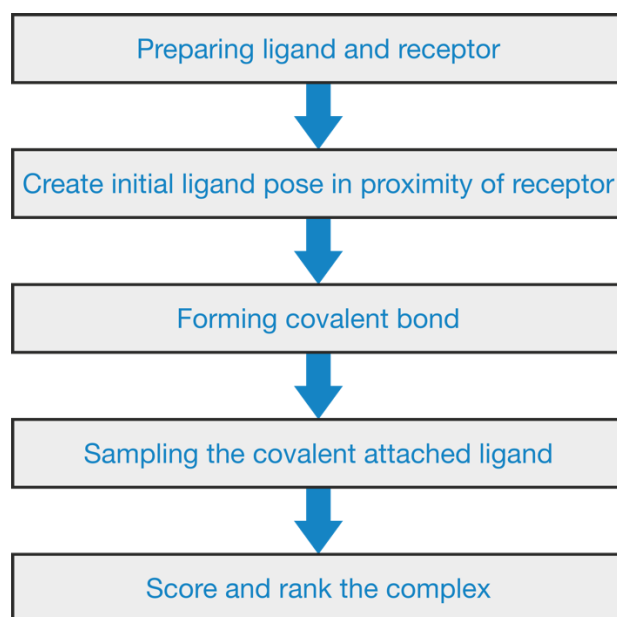 Preparing ligand and receptor
Create initial ligand pose in proximity of receptor
Forming covalent bond
Sampling the covalent attached ligand
Score and rank the complex